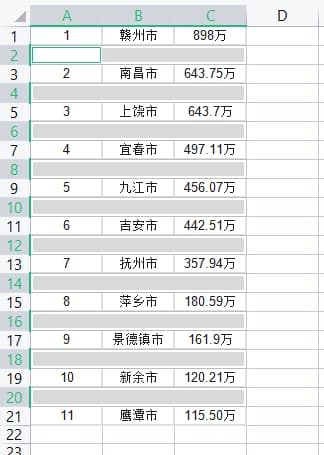 A B C D
1 1 赣州市 898万
2
3 2 南昌市 643.75万
4
5 3 上饶市 643.7万
6
7 4 宜春市 497.11万
8
9 5 九江市 456.07万
10
11 6 吉安市 442.51万
12
13 7 抚州市 357.94万
14
15 8 萍乡市 180.59万
16
17 9 景德镇市 161.9万
18
19 10 新余市 120.21万
20
21 11 鹰潭市 115.50万
22
23